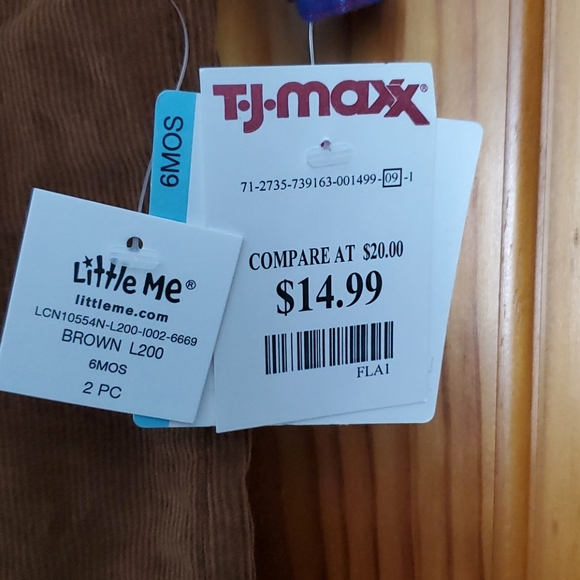 6MOS
T·J·maxx®
71-2735-739163-001499-09-1
COMPARE AT $20.00
$14.99
FLA1
Little Me®
littleme.com
LCN10554N-L200-I002-6669
BROWN L200
6MOS
2 PC